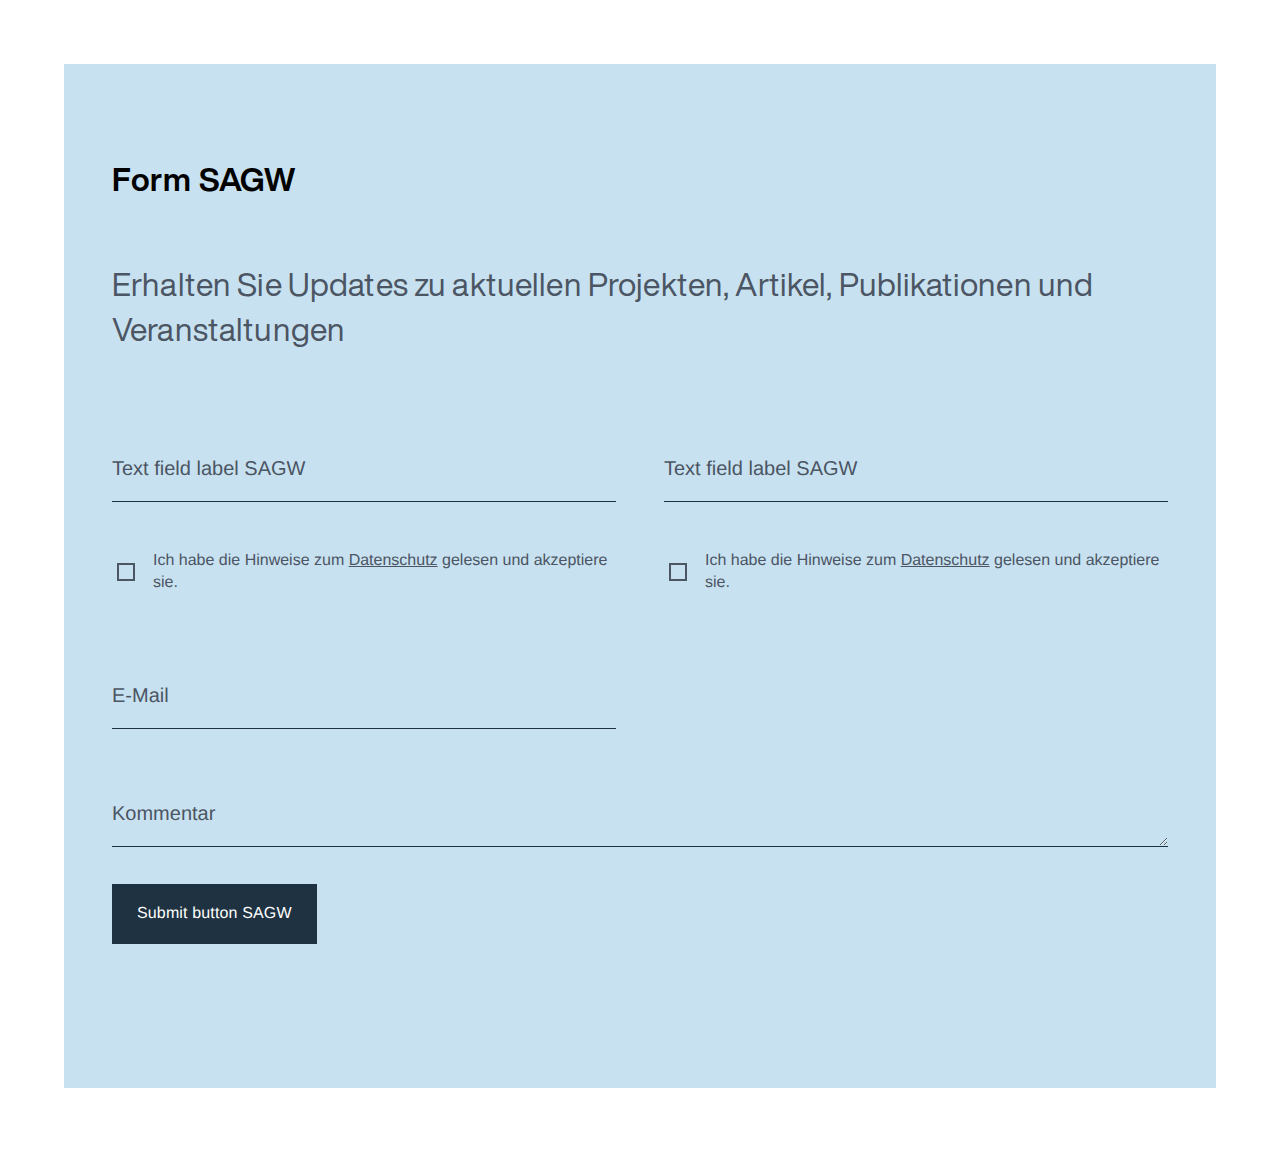 Form SAGW
Erhalten Sie Updates zu aktuellen Projekten, Artikel, Publikationen und
Veranstaltungen
Text field label SAGW
Text field label SAGW
Ich habe die Hinweise zum Datenschutz gelesen und akzeptiere
sie.
Ich habe die Hinweise zum Datenschutz gelesen und akzeptiere
sie.
E-Mail
Kommentar
Submit button SAGW